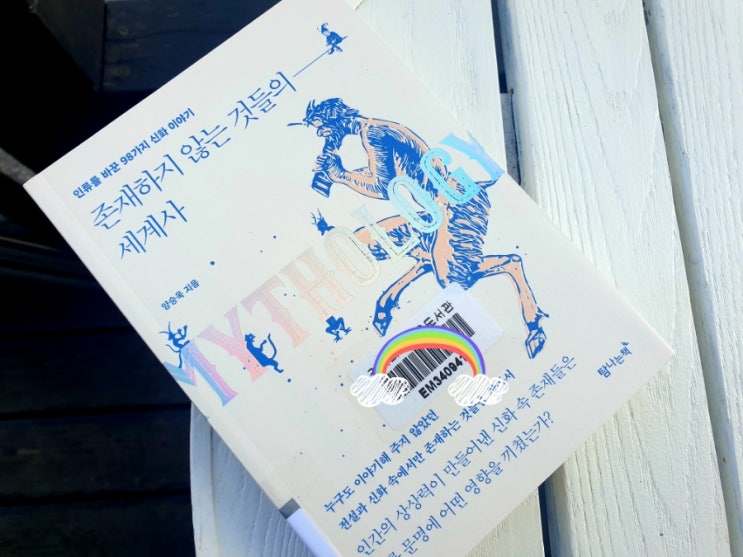 인류를 바꾼 98가지 신화 이야기
존재하지 않는 것들의
세계사
양승욱 지음
MYTHOLOGY
도서관
EM34094
탐나는책
누구도 이야기해 주지 않았던
전설과 신화 속에서만 존재하는 것들의
인간의 상상력이 만들어낸 신화 속 존재들은
문명에 어떤 영향을 끼쳤는가?